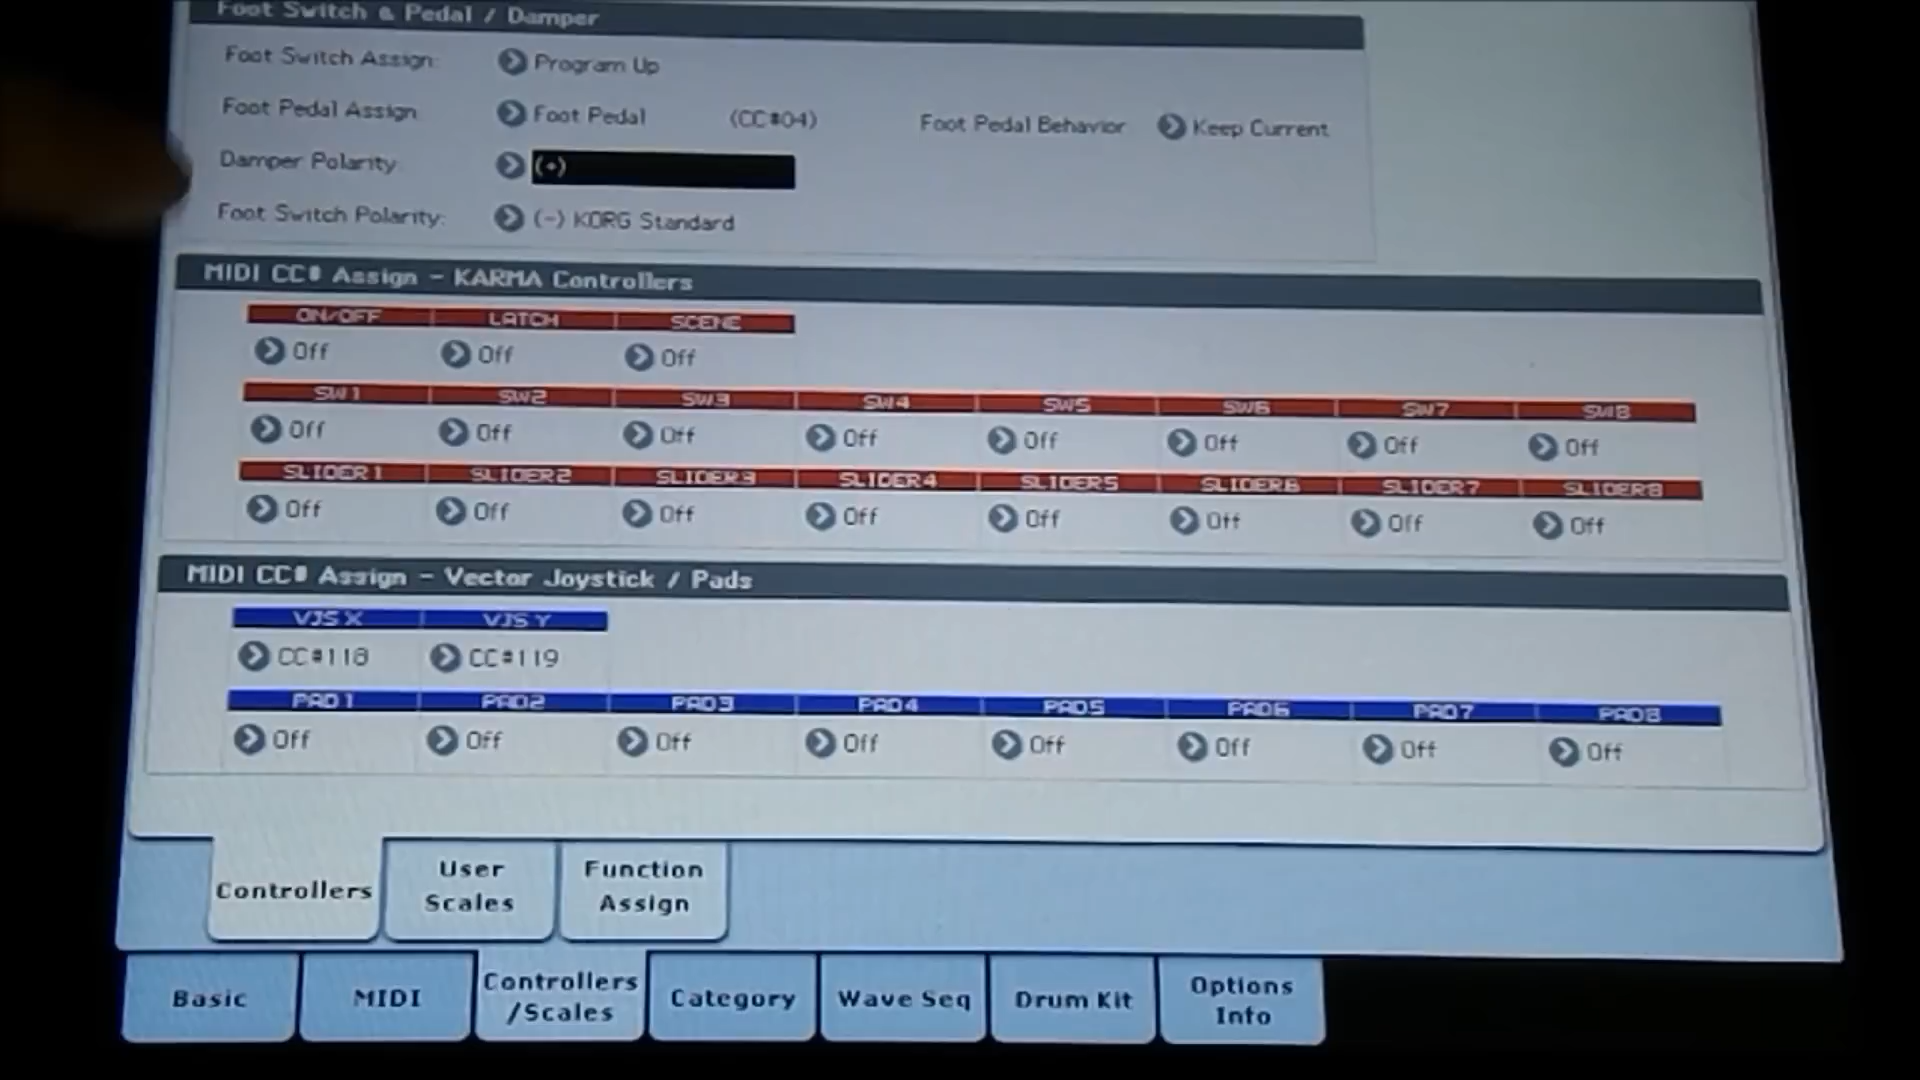 Foot Switch & Pedal / Damper
Foot Switch Assign: Program Up
Foot Pedal Assign Foot Pedal (CC#04) Foot Pedal Behavior Keep Current
Damper Polarity (+)
Foot Switch Polarity: (-) KORG Standard
MIDI CC# Assign - KARMA Controllers
ON/OFF LATCH SCENE
Off Off Off
SW1 SW2 SW3 SW4 SW5 SW6 SW7 SW8
Off Off Off Off Off Off Off Off
SLIDER1 SLIDER2 SLIDER3 SLIDER4 SLIDER5 SLIDER6 SLIDER7 SLIDER8
Off Off Off Off Off Off Off Off
MIDI CC# Assign - Vector Joystick / Pads
VJS X VJS Y
CC#118 CC#119
PAD1 PAD2 PAD3 PAD4 PAD5 PAD6 PAD7 PAD8
Off Off Off Off Off Off Off Off
Controllers
User
Scales
Function
Assign
Basic
MIDI
Controllers
/Scales
Category
Wave Seq
Drum Kit
Options
Info